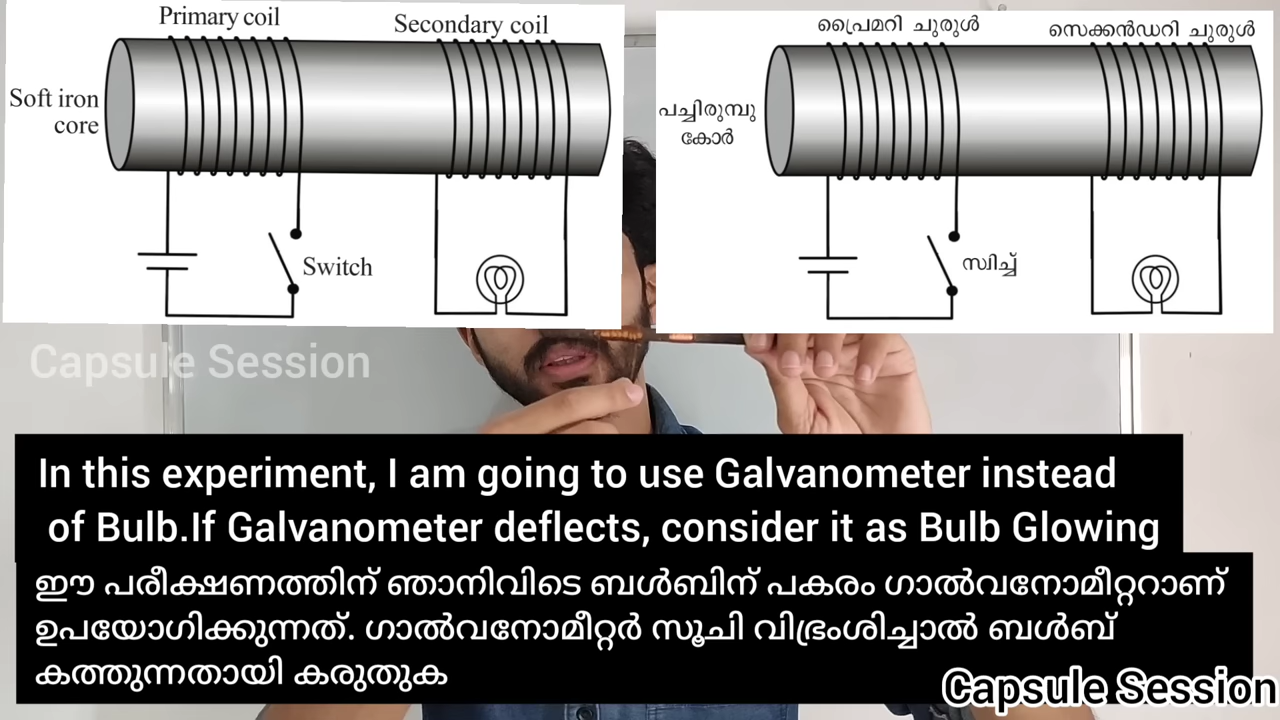 Primary coil
Secondary coil
Soft iron
core
Switch
പ്രൈമറി ചുരുൾ
സെക്കൻഡറി ചുരുൾ
പച്ചിരുമ്പു
കോർ
സ്വിച്ച്
Capsule Session
In this experiment, I am going to use Galvanometer instead
of Bulb.If Galvanometer deflects, consider it as Bulb Glowing
ഈ പരീക്ഷണത്തിന് ഞാനിവിടെ ബൾബിന് പകരം ഗാൽവനോമീറ്ററാണ്
ഉപയോഗിക്കുന്നത്. ഗാൽവനോമീറ്റർ സൂചി വിഭ്രംശിച്ചാൽ ബൾബ്
കത്തുന്നതായി കരുതുക
Capsule Session